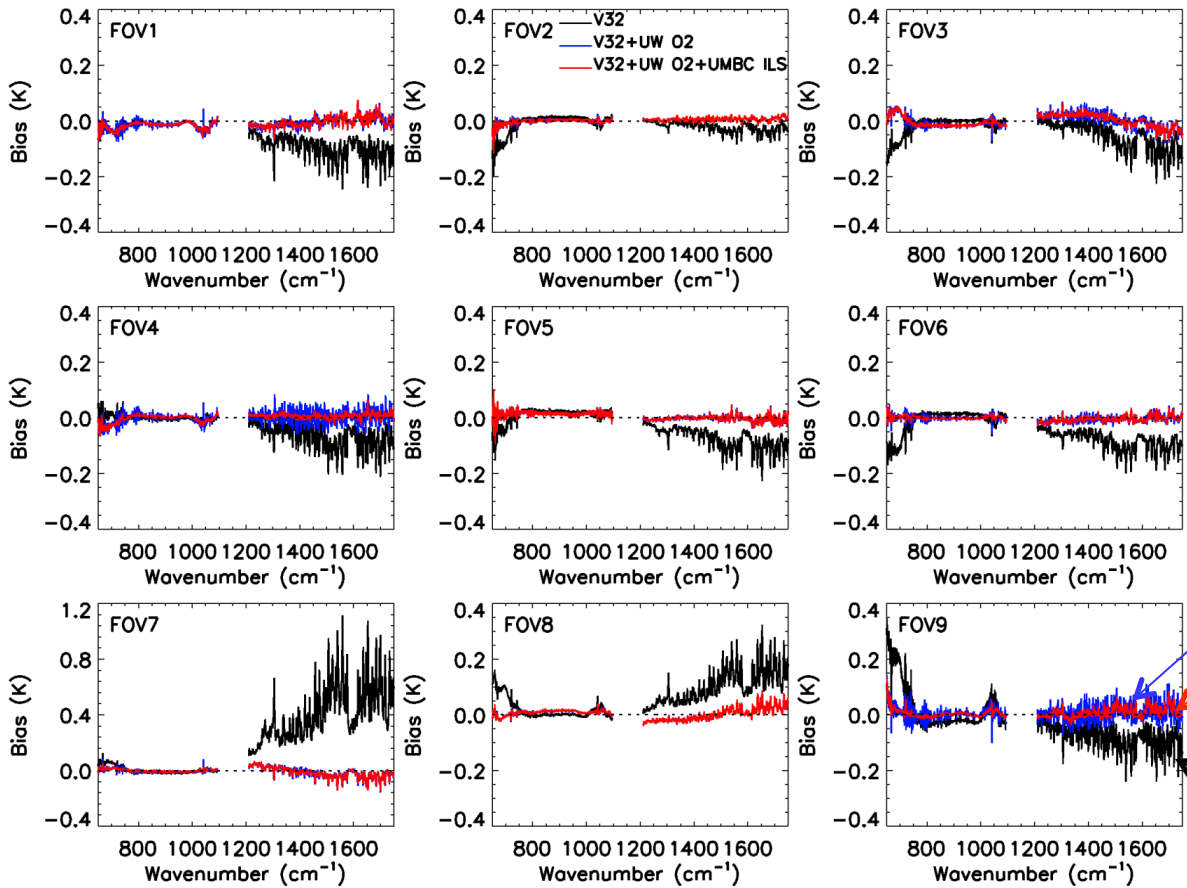 FOV1
0.4
0.2
0.0
−0.2
−0.4
Bias (K)
800 1000 1200 1400 1600
Wavenumber (cm⁻¹)
FOV2
V32
V32+UW O2
V32+UW O2+UMBC ILS
0.4
0.2
0.0
−0.2
−0.4
Bias (K)
800 1000 1200 1400 1600
Wavenumber (cm⁻¹)
FOV3
0.4
0.2
0.0
−0.2
−0.4
Bias (K)
800 1000 1200 1400 1600
Wavenumber (cm⁻¹)
FOV4
0.4
0.2
0.0
−0.2
−0.4
Bias (K)
800 1000 1200 1400 1600
Wavenumber (cm⁻¹)
FOV5
0.4
0.2
0.0
−0.2
−0.4
Bias (K)
800 1000 1200 1400 1600
Wavenumber (cm⁻¹)
FOV6
0.4
0.2
0.0
−0.2
−0.4
Bias (K)
800 1000 1200 1400 1600
Wavenumber (cm⁻¹)
FOV7
1.2
0.8
0.4
0.0
−0.4
Bias (K)
800 1000 1200 1400 1600
Wavenumber (cm⁻¹)
FOV8
0.4
0.2
0.0
−0.2
−0.4
Bias (K)
800 1000 1200 1400 1600
Wavenumber (cm⁻¹)
FOV9
0.4
0.2
0.0
−0.2
−0.4
Bias (K)
800 1000 1200 1400 1600
Wavenumber (cm⁻¹)